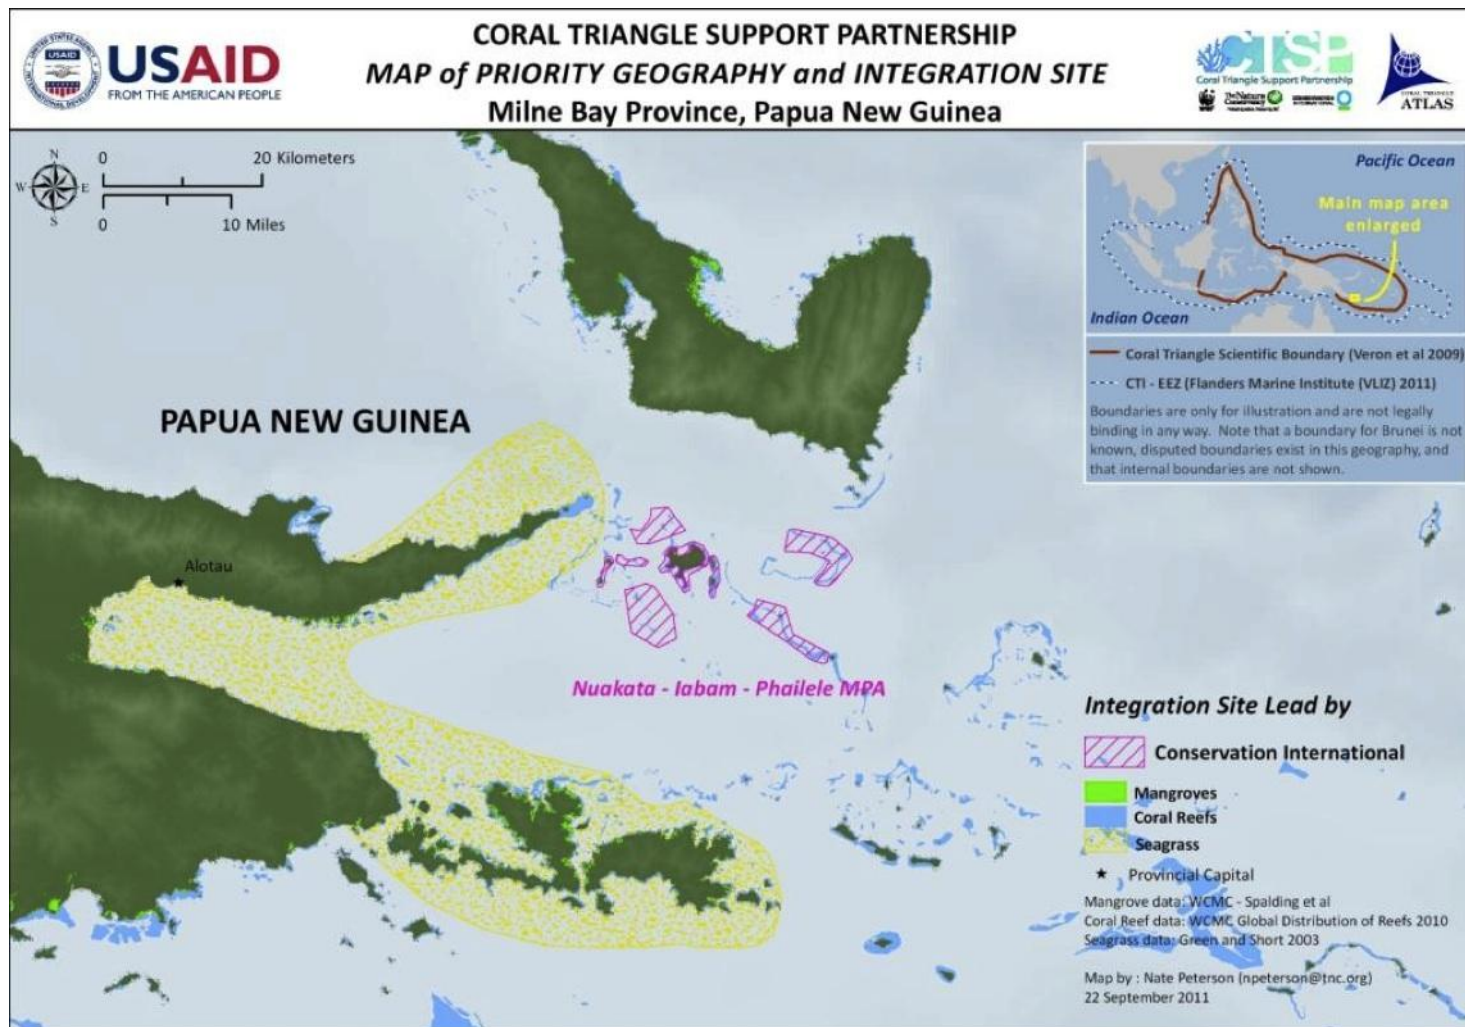 USAID
FROM THE AMERICAN PEOPLE
CORAL TRIANGLE SUPPORT PARTNERSHIP
MAP of PRIORITY GEOGRAPHY and INTEGRATION SITE
Milne Bay Province, Papua New Guinea
CTSP
Coral Triangle Support Partnership
ATLAS
N
W E
S
0 20 Kilometers
0 10 Miles
Pacific Ocean
Main map area
enlarged
Indian Ocean
Coral Triangle Scientific Boundary (Veron et al 2009)
CTI - EEZ (Flanders Marine Institute (VLIZ) 2011)
Boundaries are only for illustration and are not legally
binding in any way. Note that a boundary for Brunei is not
known, disputed boundaries exist in this geography, and
that internal boundaries are not shown.
PAPUA NEW GUINEA
Alotau
Nuakata - Iabam - Phailele MPA
Integration Site Lead by
Conservation International
Mangroves
Coral Reefs
Seagrass
Provincial Capital
Mangrove data: WCMC - Spalding et al
Coral Reef data: WCMC Global Distribution of Reefs 2010
Seagrass data: Green and Short 2003
Map by : Nate Peterson (npeterson@tnc.org)
22 September 2011